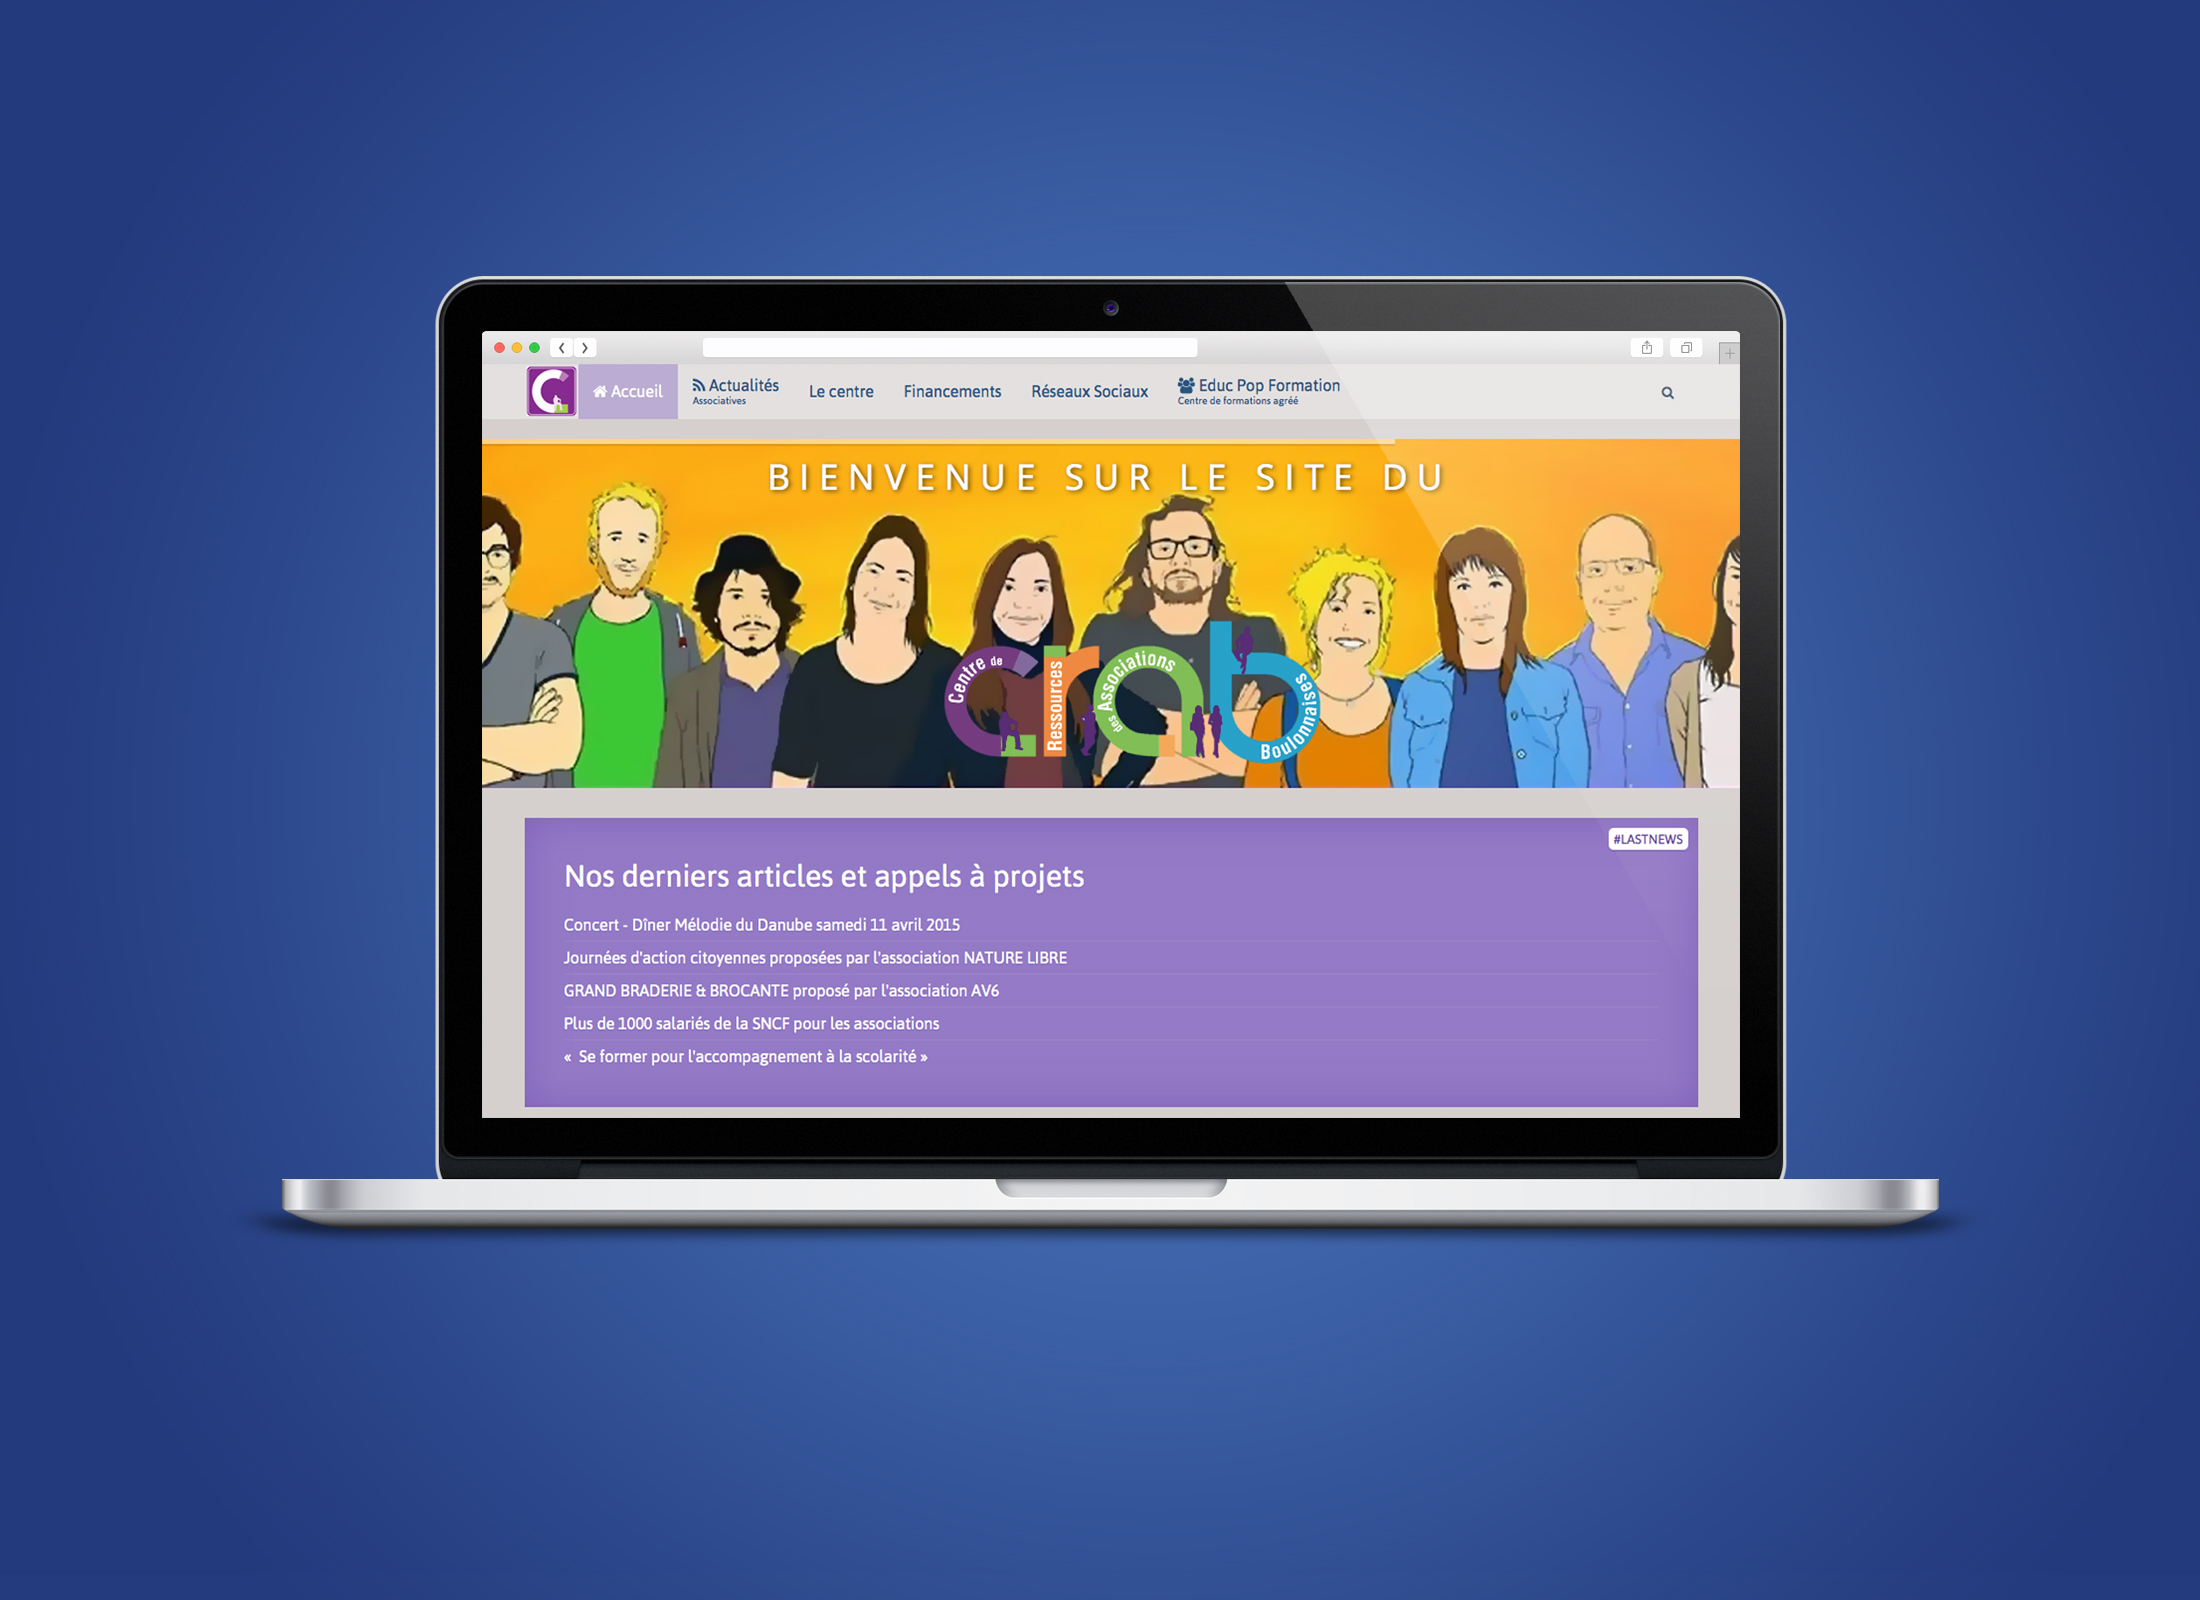 Accueil
Actualités
Associatives
Le centre
Financements
Réseaux Sociaux
Educ Pop Formation
Centre de formations agréé
BIENVENUE SUR LE SITE DU
Centre de
Ressources
des Associations
Boulonnaises
#LASTNEWS
Nos derniers articles et appels à projets
Concert - Dîner Mélodie du Danube samedi 11 avril 2015
Journées d'action citoyennes proposées par l'association NATURE LIBRE
GRAND BRADERIE & BROCANTE proposé par l'association AV6
Plus de 1000 salariés de la SNCF pour les associations
«  Se former pour l'accompagnement à la scolarité »